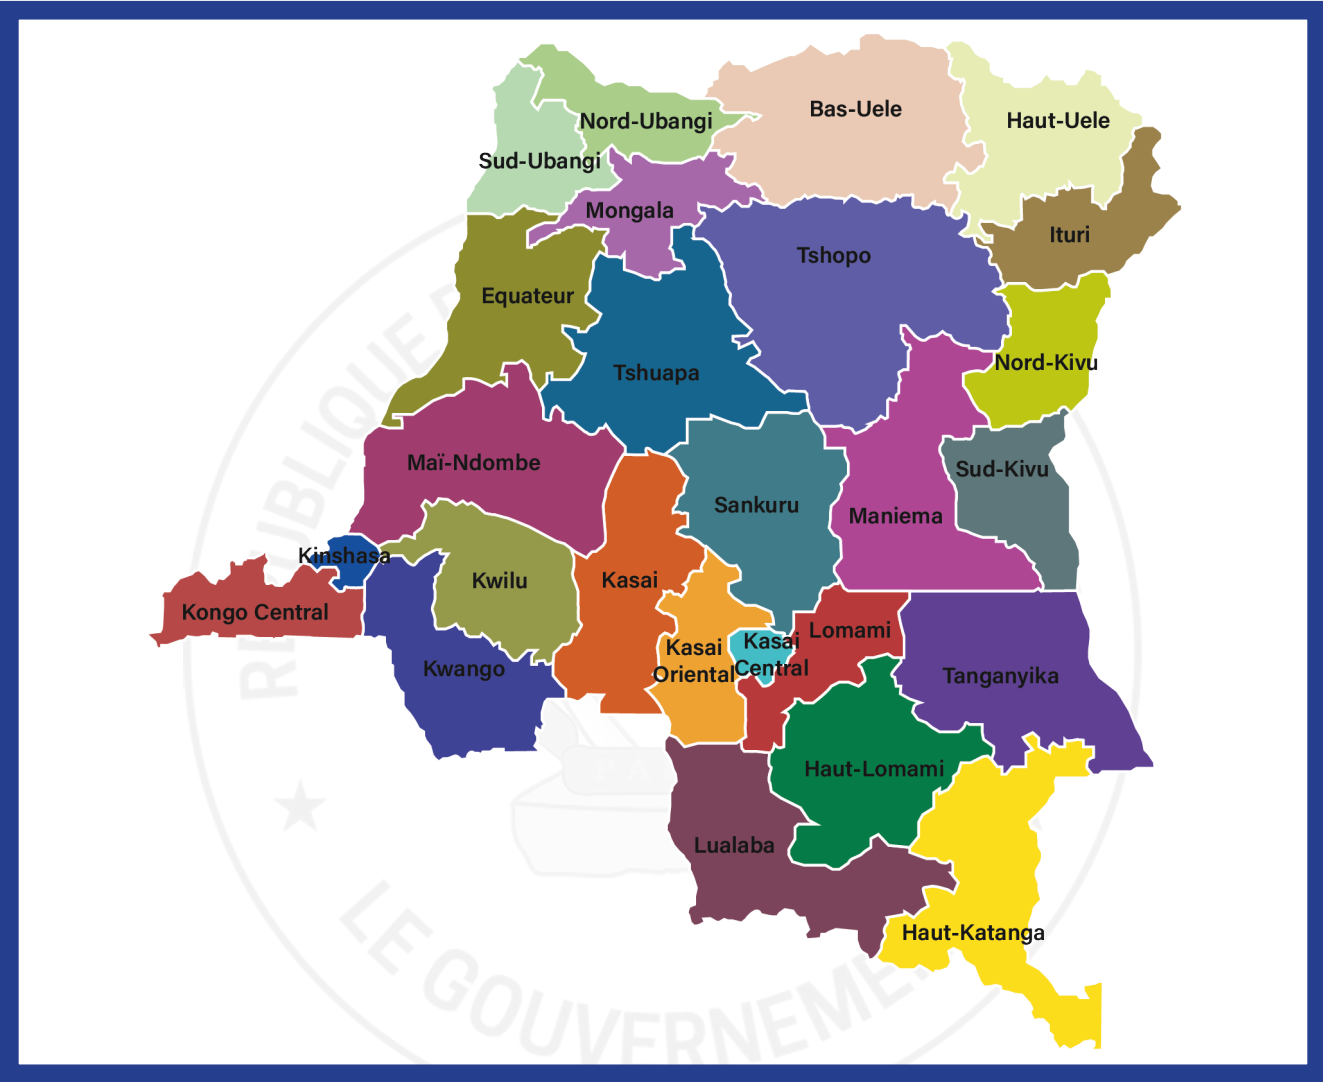 Bas-Uele
Nord-Ubangi
Haut-Uele
Sud-Ubangi
Mongala
Ituri
Tshopo
Equateur
Nord-Kivu
Tshuapa
Maï-Ndombe
Sud-Kivu
Sankuru
Maniema
Kinshasa
Kwilu
Kasai
Kongo Central
Lomami
Kasai
Central
Kasai
Oriental
Kwango
Tanganyika
Haut-Lomami
Lualaba
Haut-Katanga
LE GOUVERNEME